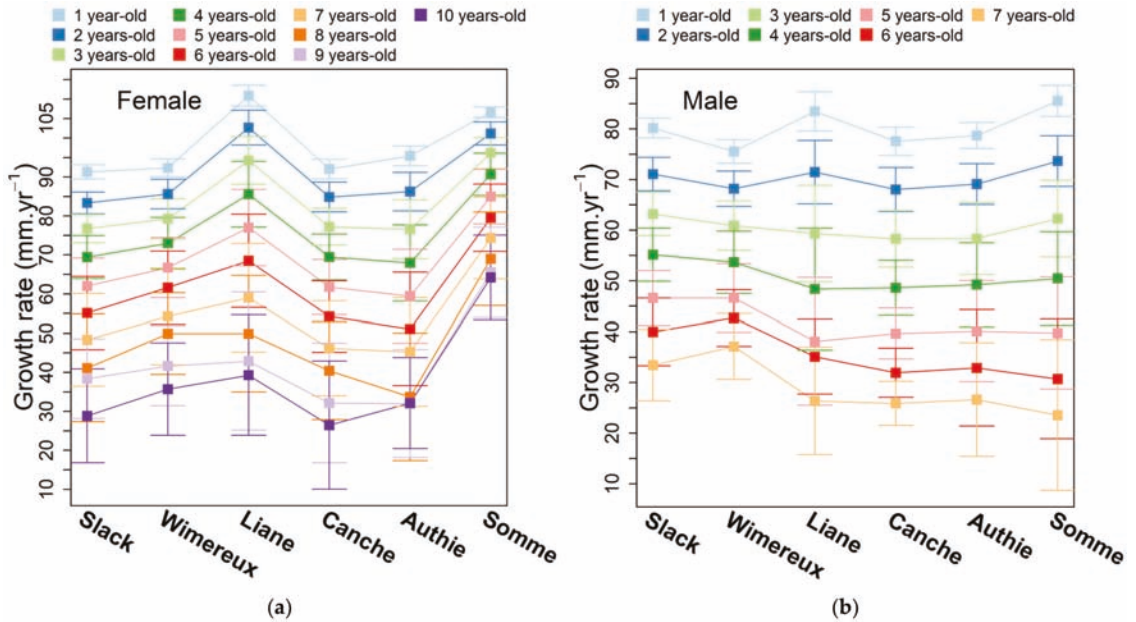 1 year-old 4 years-old 7 years-old 10 years-old
2 years-old 5 years-old 8 years-old
3 years-old 6 years-old 9 years-old
Female
Growth rate (mm.yr⁻¹)
105
90
80
70
60
50
40
30
20
10
Slack Wimereux Liane Canche Authie Somme
(a)
1 year-old 3 years-old 5 years-old 7 years-old
2 years-old 4 years-old 6 years-old
Male
Growth rate (mm.yr⁻¹)
90
80
70
60
50
40
30
20
10
Slack Wimereux Liane Canche Authie Somme
(b)